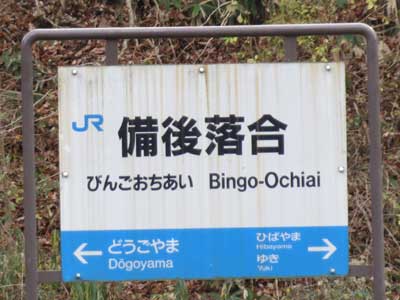 JR
備後落合
びんごおちあい Bingo-Ochiai
← どうごやま
Dōgoyama
ひばやま →
Hibayama
ゆき
Yuki